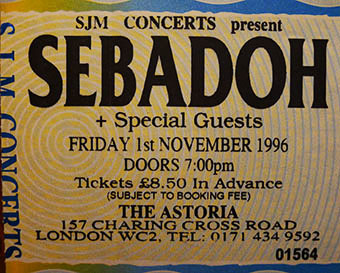 SJM CONCERTS present
SEBADOH
+ Special Guests
FRIDAY 1st NOVEMBER 1996
DOORS 7:00pm
Tickets £8.50 In Advance
(SUBJECT TO BOOKING FEE)
THE ASTORIA
157 CHARING CROSS ROAD
LONDON WC2, TEL: 0171 434 9592
01564
SJM CONCERTS